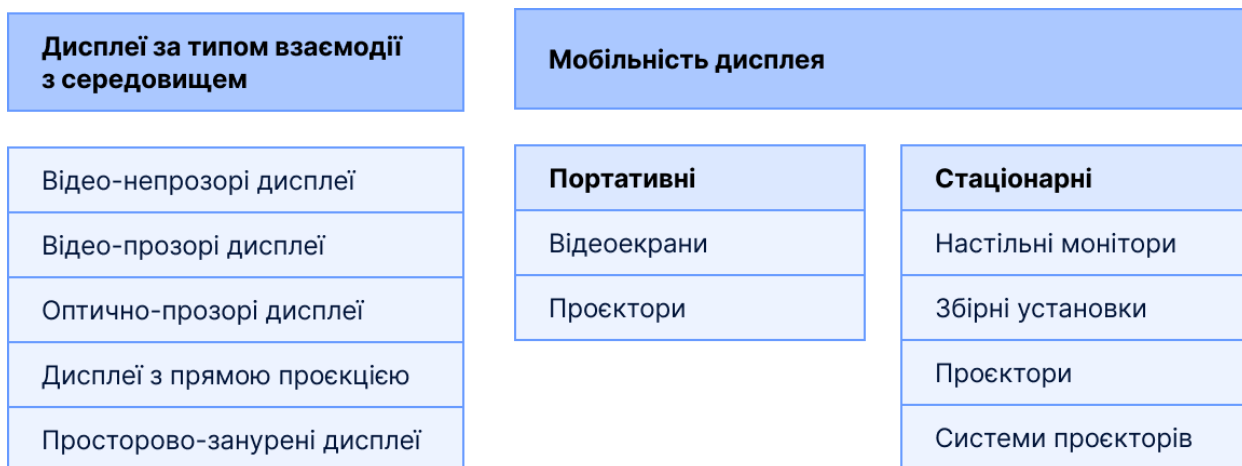 Дисплеї за типом взаємодії
з середовищем
Відео-непрозорі дисплеї
Відео-прозорі дисплеї
Оптично-прозорі дисплеї
Дисплеї з прямою проєкцією
Просторово-занурені дисплеї
Мобільність дисплея
Портативні
Відеоекрани
Проєктори
Стаціонарні
Настільні монітори
Збірні установки
Проєктори
Системи проєкторів